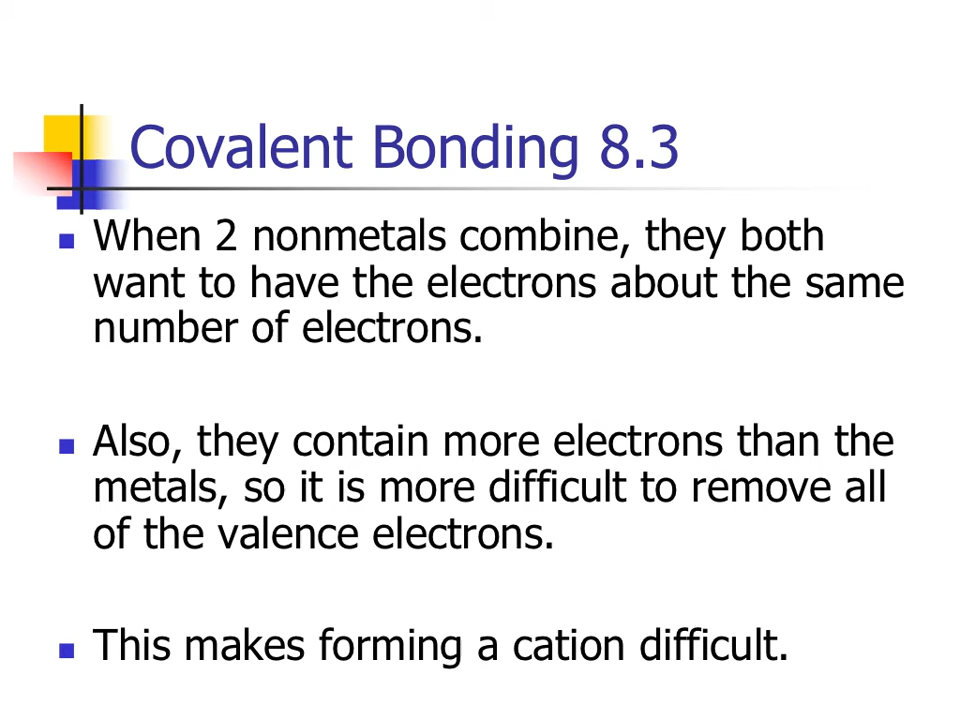 Covalent Bonding 8.3
When 2 nonmetals combine, they both
want to have the electrons about the same
number of electrons.
Also, they contain more electrons than the
metals, so it is more difficult to remove all
of the valence electrons.
This makes forming a cation difficult.